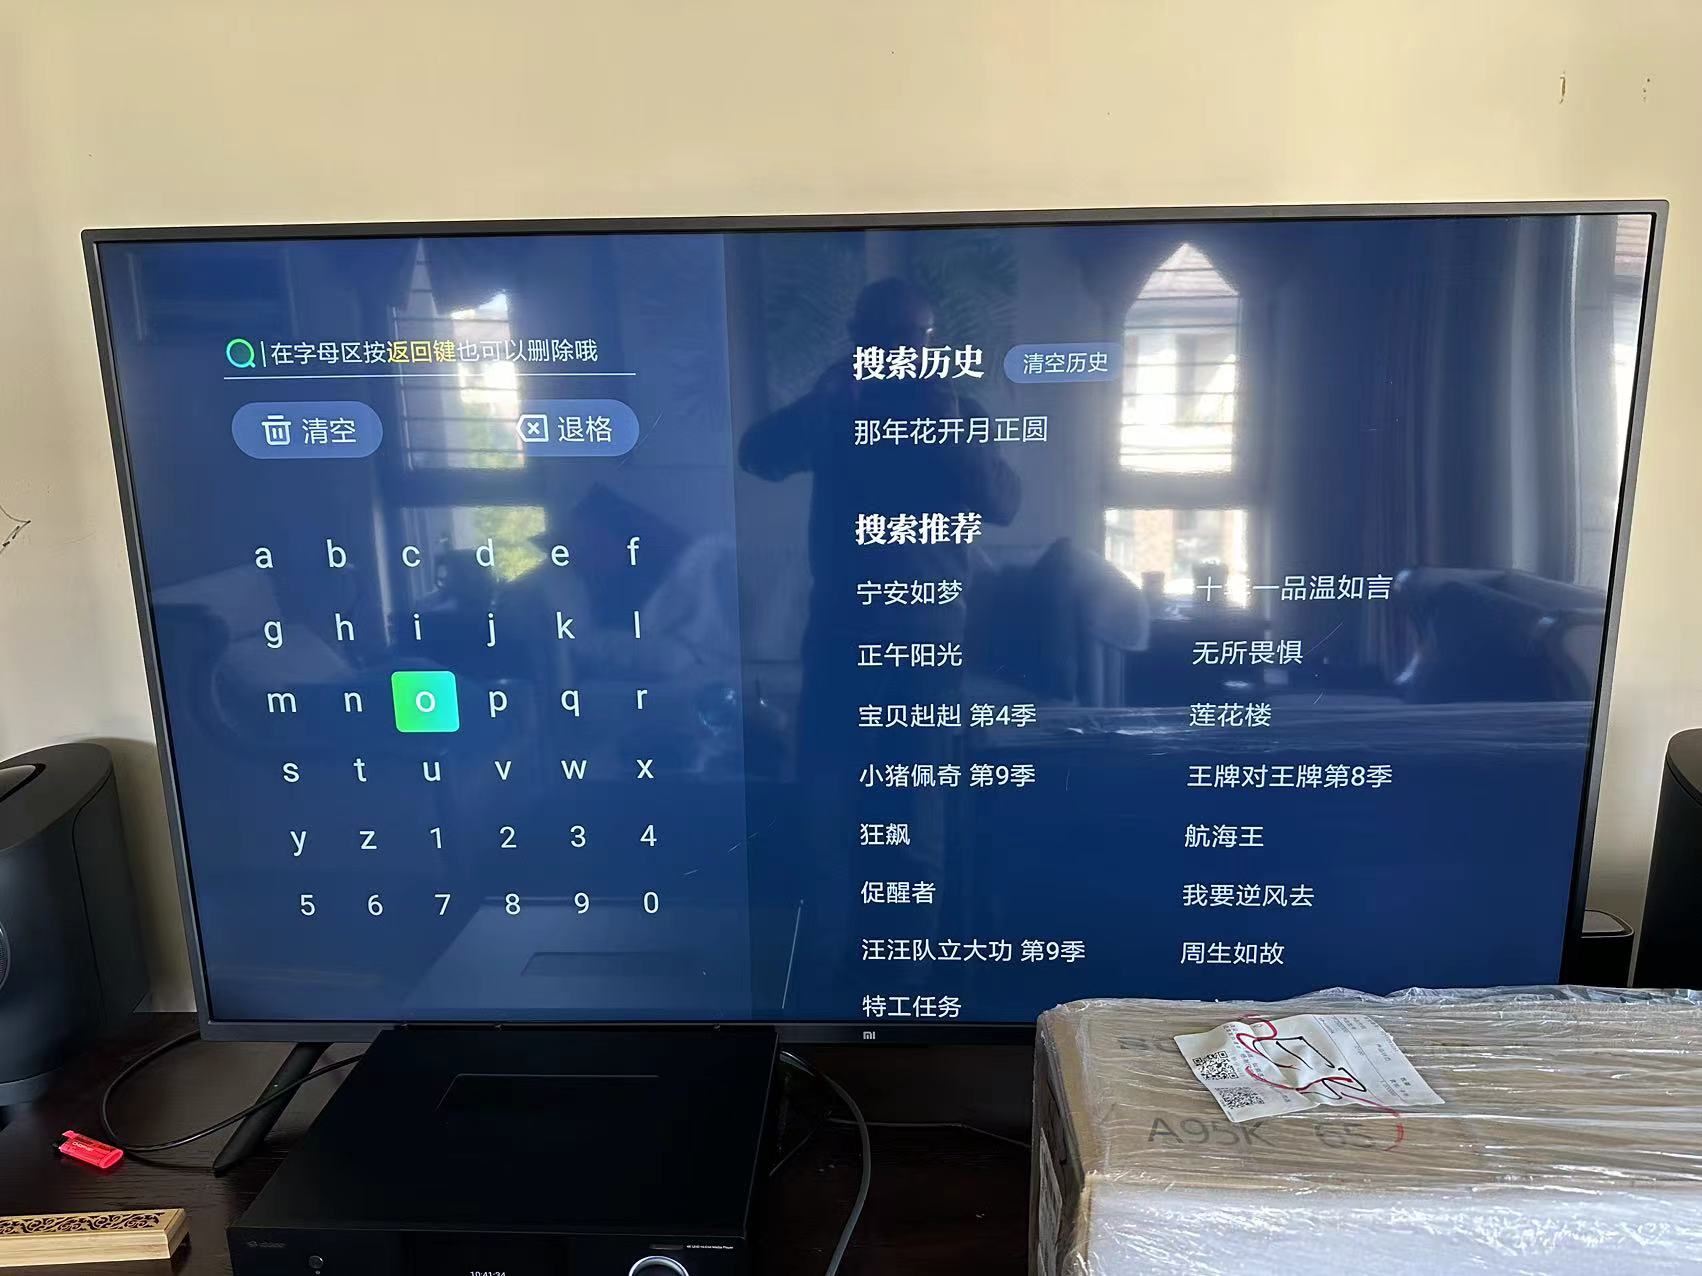 在字母区按返回键也可以删除哦
清空 退格
a b c d e f
g h i j k l
m n o p q r
s t u v w x
y z 1 2 3 4
5 6 7 8 9 0
搜索历史 清空历史
那年花开月正圆
搜索推荐
宁安如梦 十年一品温如言
正午阳光 无所畏惧
宝贝赳赳 第4季 莲花楼
小猪佩奇 第9季 王牌对王牌第8季
狂飙 航海王
促醒者 我要逆风去
汪汪队立大功 第9季 周生如故
特工任务
mi
A95K 65
10:41:34